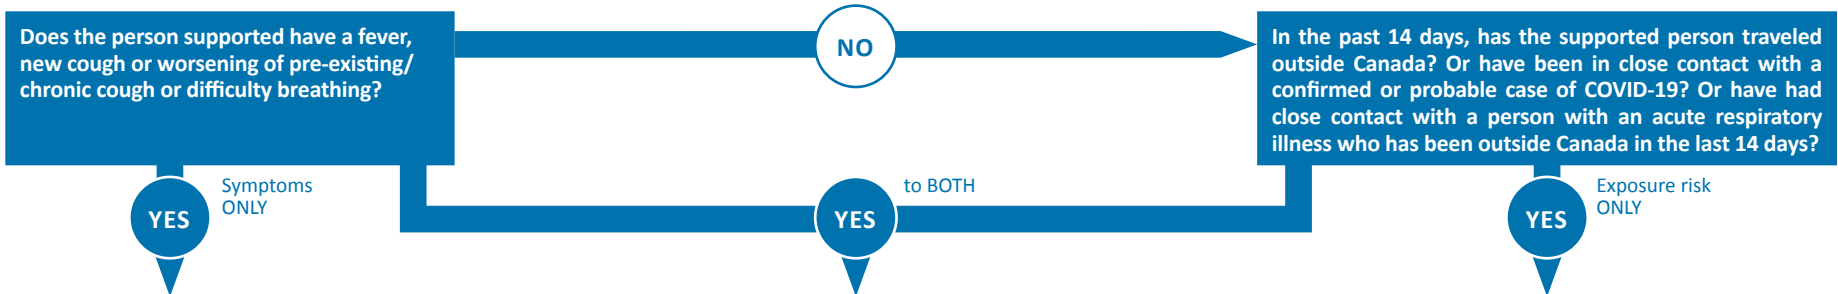 Does the person supported have a fever,
new cough or worsening of pre-existing/
chronic cough or difficulty breathing?
NO
In the past 14 days, has the supported person traveled
outside Canada? Or have been in close contact with a
confirmed or probable case of COVID-19? Or have had
close contact with a person with an acute respiratory
illness who has been outside Canada in the last 14 days?
YES
Symptoms
ONLY
YES
to BOTH
YES
Exposure risk
ONLY